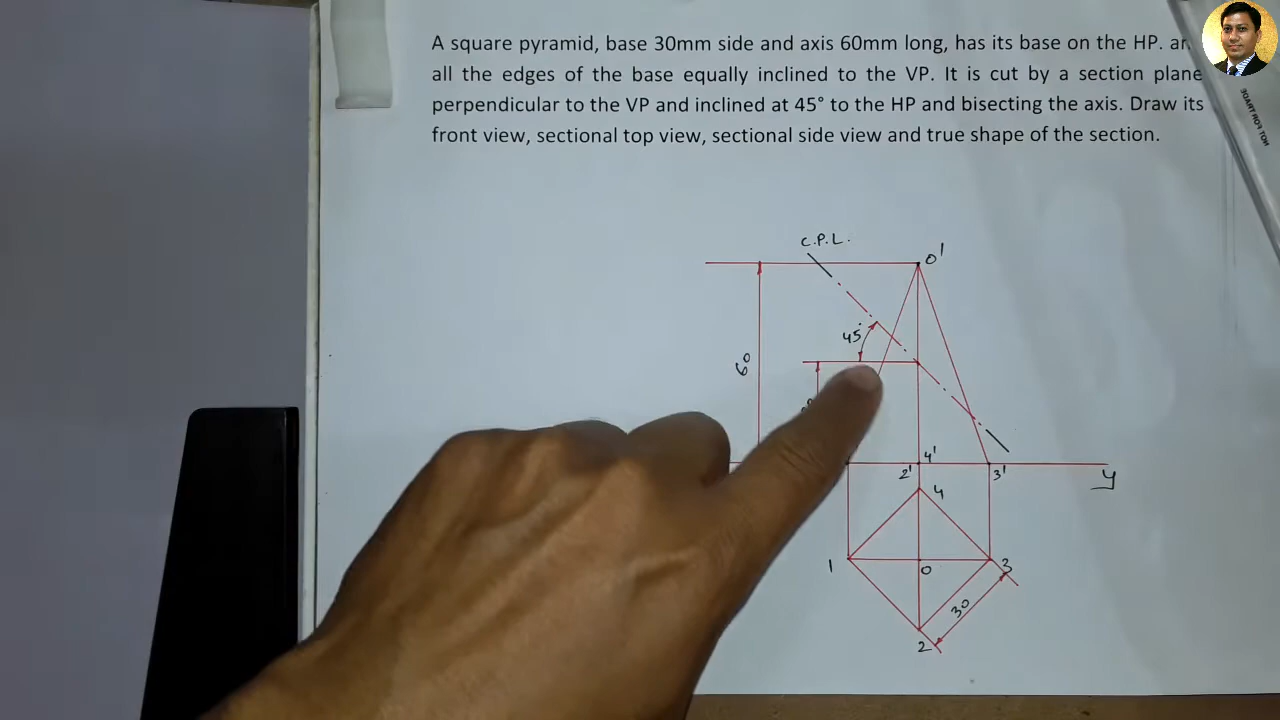 A square pyramid, base 30mm side and axis 60mm long, has its base on the HP.
all the edges of the base equally inclined to the VP. It is cut by a section plane
perpendicular to the VP and inclined at 45° to the HP and bisecting the axis. Draw its
front view, sectional top view, sectional side view and true shape of the section.
C.P.L.
o'
45°
60
2' 4' 3' y
4
1 o 3
30
2